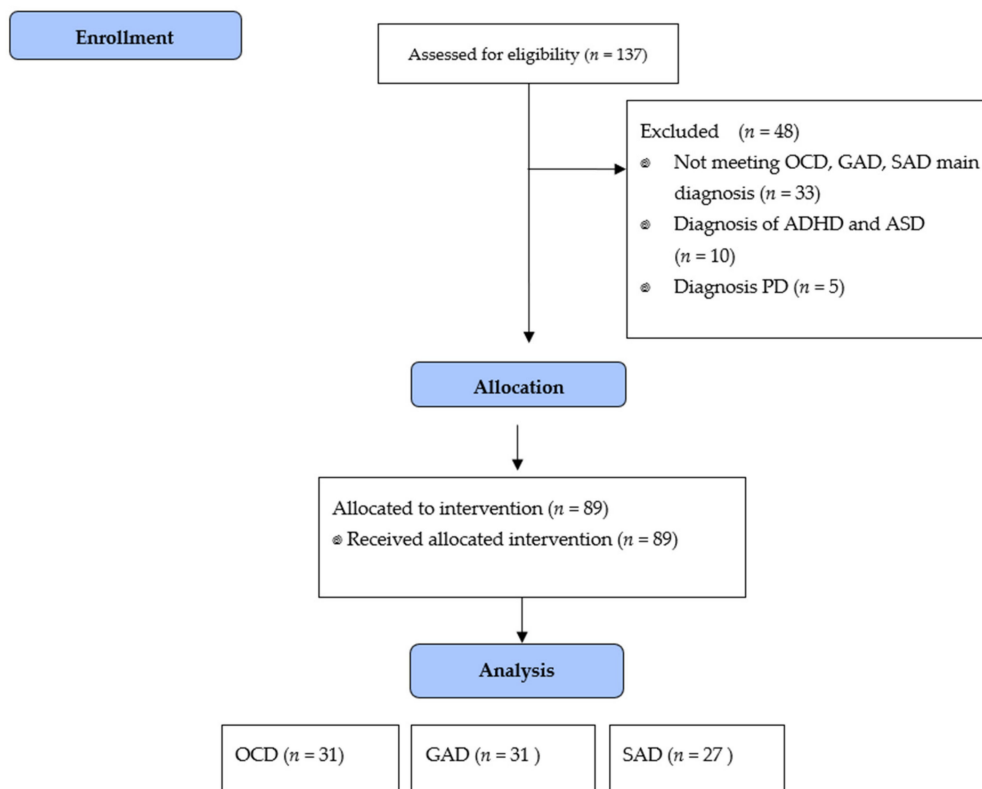 Enrollment
Assessed for eligibility (n = 137)
Excluded (n = 48)
Not meeting OCD, GAD, SAD main
diagnosis (n = 33)
Diagnosis of ADHD and ASD
(n = 10)
Diagnosis PD (n = 5)
Allocation
Allocated to intervention (n = 89)
Received allocated intervention (n = 89)
Analysis
OCD (n = 31)
GAD (n = 31 )
SAD (n = 27 )